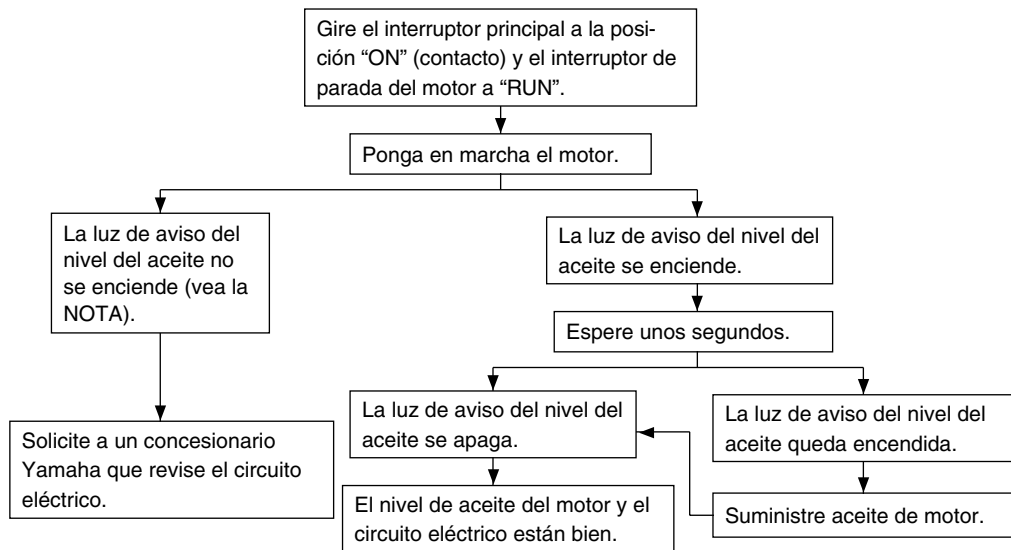 Gire el interruptor principal a la posi-
ción “ON” (contacto) y el interruptor de
parada del motor a “RUN”.
Ponga en marcha el motor.
La luz de aviso del
nivel del aceite no
se enciende (vea la
NOTA).
La luz de aviso del nivel del
aceite se enciende.
Espere unos segundos.
Solicite a un concesionario
Yamaha que revise el circuito
eléctrico.
La luz de aviso del nivel del
aceite se apaga.
La luz de aviso del nivel del
aceite queda encendida.
El nivel de aceite del motor y el
circuito eléctrico están bien.
Suministre aceite de motor.